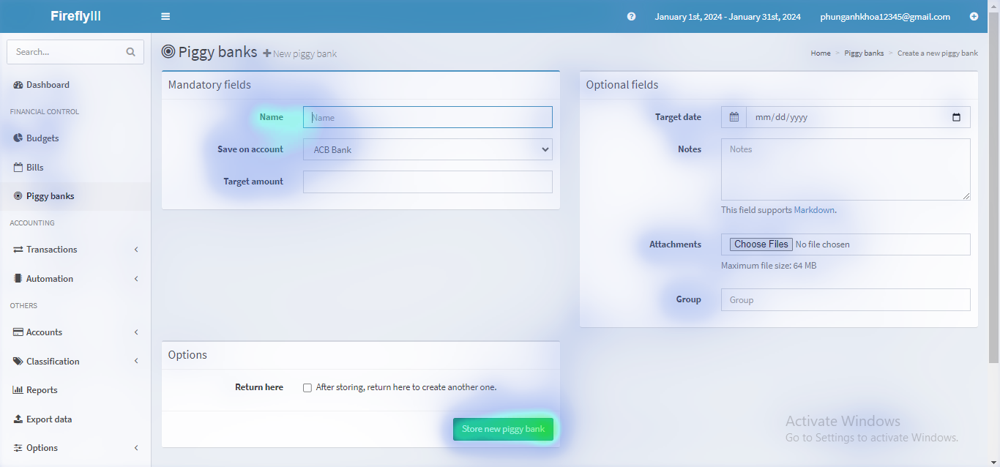 FireflyIII
January 1st, 2024 - January 31st, 2024
phunganhkhoa12345@gmail.com
Search...
Dashboard
FINANCIAL CONTROL
Budgets
Bills
Piggy banks
ACCOUNTING
Transactions
Automation
OTHERS
Accounts
Classification
Reports
Export data
Options
Piggy banks New piggy bank
Home > Piggy banks > Create a new piggy bank
Mandatory fields
Name Name
Save on account ACB Bank
Target amount
Optional fields
Target date mm/dd/yyyy
Notes Notes
This field supports Markdown.
Attachments Choose Files No file chosen
Maximum file size: 64 MB
Group Group
Options
Return here After storing, return here to create another one.
Store new piggy bank
Activate Windows
Go to Settings to activate Windows.